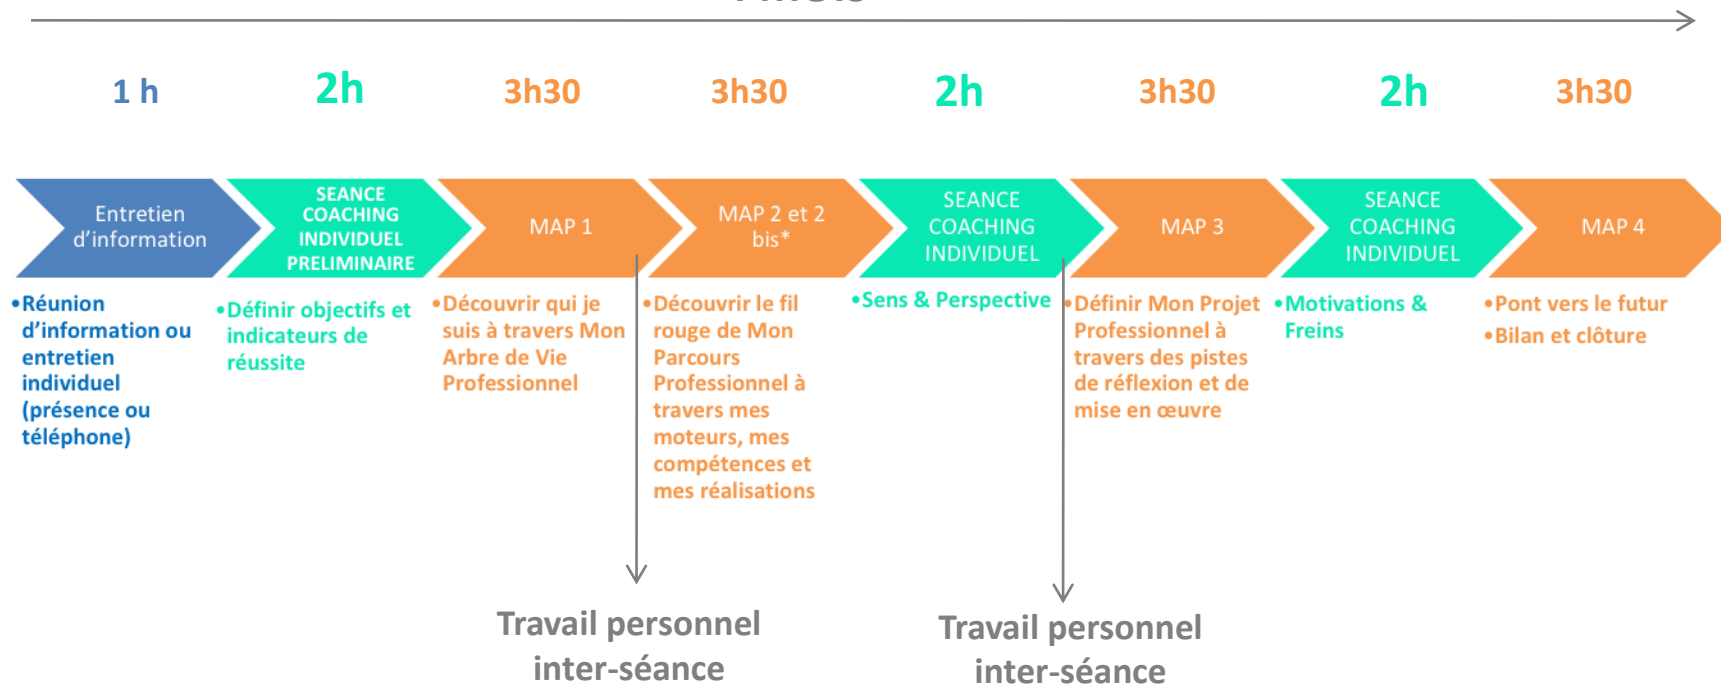 1 h
2h
3h30
3h30
2h
3h30
2h
3h30
Entretien
d'information
SEANCE
COACHING
INDIVIDUEL
PRELIMINAIRE
MAP 1
MAP 2 et 2
bis*
SEANCE
COACHING
INDIVIDUEL
MAP 3
SEANCE
COACHING
INDIVIDUEL
MAP 4
•Réunion
d'information ou
entretien
individuel
(présence ou
téléphone)
•Définir objectifs et
indicateurs de
réussite
•Découvrir qui je
suis à travers Mon
Arbre de Vie
Professionnel
•Découvrir le fil
rouge de Mon
Parcours
Professionnel à
travers mes
moteurs, mes
compétences et
mes réalisations
•Sens & Perspective
•Définir Mon Projet
Professionnel à
travers des pistes
de réflexion et de
mise en œuvre
•Motivations &
Freins
•Pont vers le futur
•Bilan et clôture
Travail personnel
inter-séance
Travail personnel
inter-séance